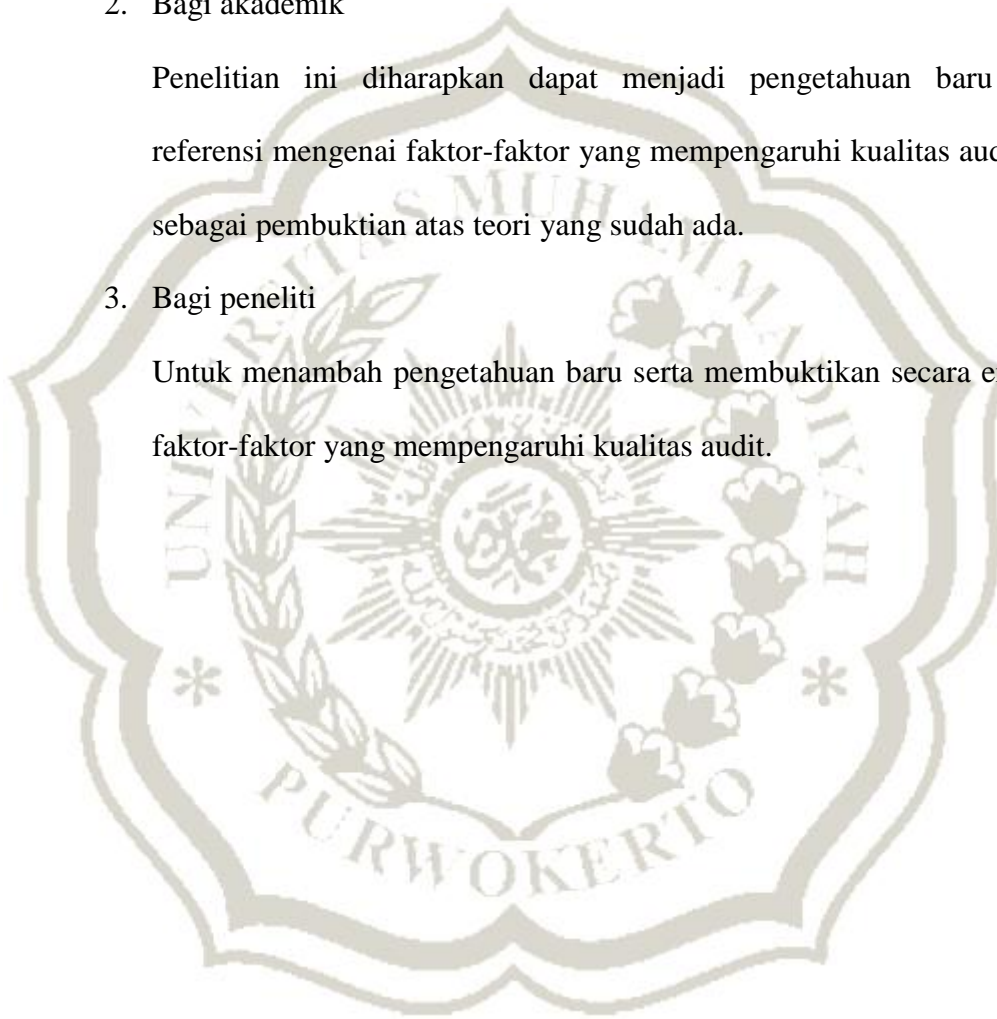 2. Bagi akademik
Penelitian ini diharapkan dapat menjadi pengetahuan baru
referensi mengenai faktor-faktor yang mempengaruhi kualitas
sebagai pembuktian atas teori yang sudah ada.
3. Bagi peneliti
Untuk menambah pengetahuan baru serta membuktikan secara
faktor-faktor yang mempengaruhi kualitas audit.
UNIVERSITAS MUHAMMADIYAH
PURWOKERTO